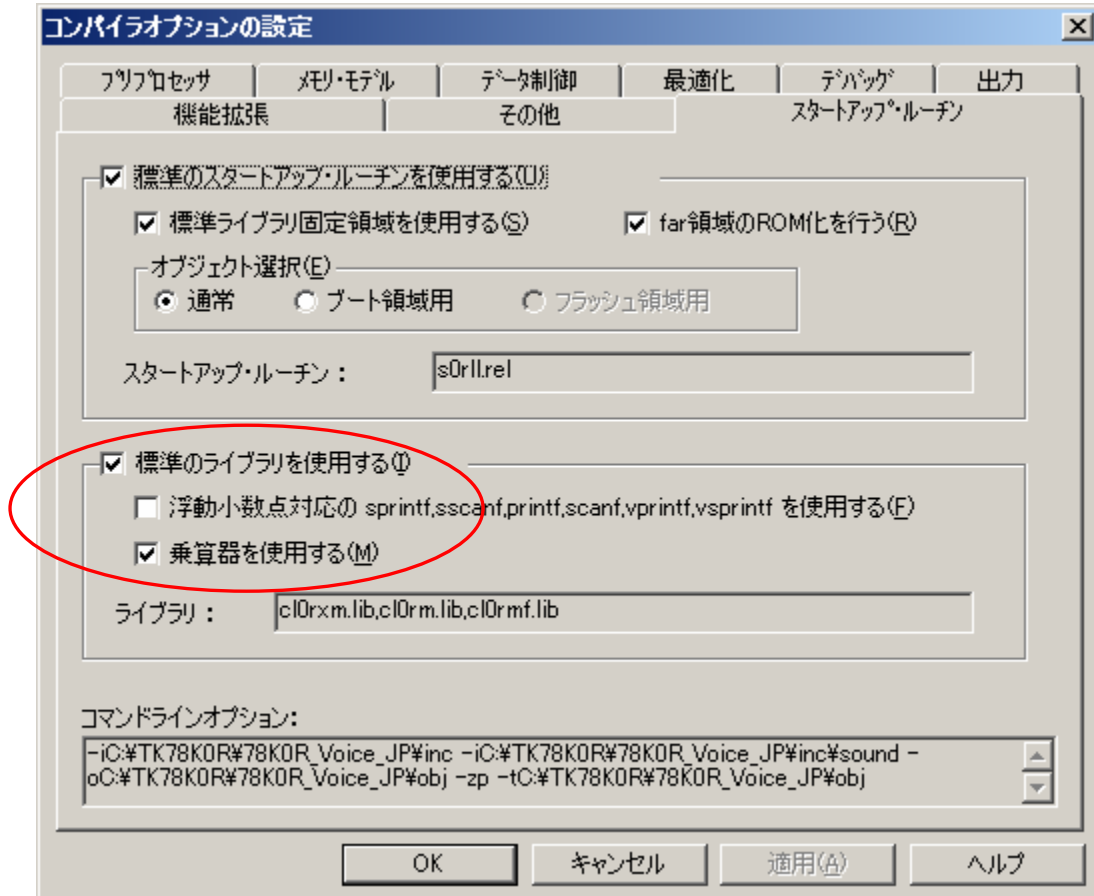 コンパイラオプションの設定
プリプロセッサ メモリ・モデル データ制御 最適化 デバッグ 出力
機能拡張 その他 スタートアップ・ルーチン
標準のスタートアップ・ルーチンを使用する(U)
標準ライブラリ固定領域を使用する(S) far領域のROM化を行う(R)
オブジェクト選択(E)
通常 ブート領域用 フラッシュ領域用
スタートアップ・ルーチン: s0rll.rel
標準のライブラリを使用する(I)
浮動小数点対応の sprintf,sscanf,printf,scanf,vprintf,vsprintf を使用する(F)
乗算器を使用する(M)
ライブラリ: cl0rxm.lib,cl0rm.lib,cl0rmf.lib
コマンドラインオプション:
-iC:¥TK78K0R¥78K0R_Voice_JP¥inc -iC:¥TK78K0R¥78K0R_Voice_JP¥inc¥sound -
oC:¥TK78K0R¥78K0R_Voice_JP¥obj -zp -tC:¥TK78K0R¥78K0R_Voice_JP¥obj
OK キャンセル 適用(A) ヘルプ